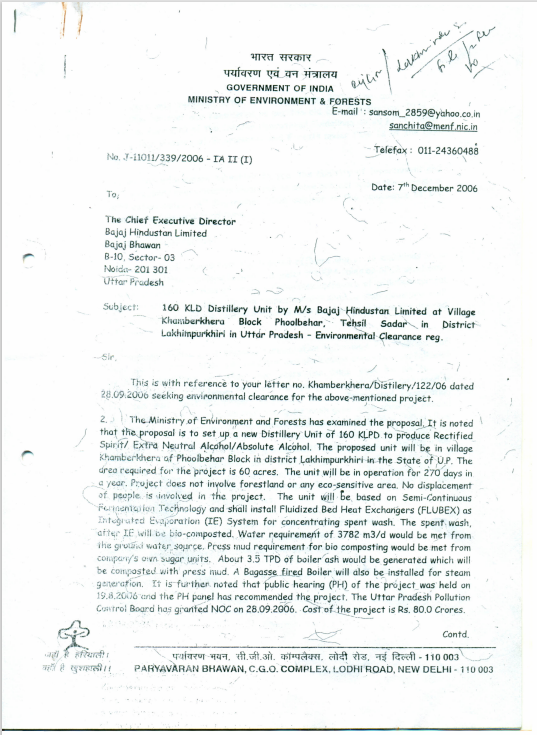 भारत सरकार
पर्यावरण एवं वन मंत्रालय
GOVERNMENT OF INDIA
MINISTRY OF ENVIRONMENT & FORESTS
E-mail : sansom_2859@yahoo.co.in
sanchita@menf.nic.in
Telefax : 011-24360488
No. J-11011/339/2006 - IA II (I)
Date: 7th December 2006
To,
The Chief Executive Director
Bajaj Hindustan Limited
Bajaj Bhawan
B-10, Sector- 03
Noida- 201 301
Uttar Pradesh
Subject: 160 KLD Distillery Unit by M/s Bajaj Hindustan Limited at Village
Khamberkhera Block Phoolbehar, Tehsil Sadar in District
Lakhimpurkhiri in Uttar Pradesh - Environmental Clearance reg.
Sir,
This is with reference to your letter no. Khamberkhera/Distilery/122/06 dated
28.09.2006 seeking environmental clearance for the above-mentioned project.
2. The Ministry of Environment and Forests has examined the proposal. It is noted
that the proposal is to set up a new Distillery Unit of 160 KLPD to produce Rectified
Spirit/ Extra Neutral Alcohol/Absolute Alcohol. The proposed unit will be in village
Khamberkhera of Phoolbehar Block in district Lakhimpurkhiri in the State of U.P. The
area required for the project is 60 acres. The unit will be in operation for 270 days in
a year. Project does not involve forestland or any eco-sensitive area. No displacement
of people is involved in the project. The unit will be based on Semi-Continuous
Fermentation Technology and shall install Fluidized Bed Heat Exchangers (FLUBEX) as
Integrated Evaporation (IE) System for concentrating spent wash. The spent wash,
after IE will be bio-composted. Water requirement of 3782 m3/d would be met from
the ground water source. Press mud requirement for bio composting would be met from
company's own sugar units. About 3.5 TPD of boiler ash would be generated which will
be composted with press mud. A Bagasse fired Boiler will also be installed for steam
generation. It is further noted that public hearing (PH) of the project was held on
19.8.2006 and the PH panel has recommended the project. The Uttar Pradesh Pollution
Control Board has granted NOC on 28.09.2006. Cost of the project is Rs. 80.0 Crores.
Contd.
जहाँ है हरियाली।
वहाँ है खुशहाली।।
पर्यावरण भवन, सी.जी.ओ. काम्पलैक्स, लोदी रोड, नई दिल्ली - 110 003
PARYAVARAN BHAWAN, C.G.O. COMPLEX, LODHI ROAD, NEW DELHI - 110 003